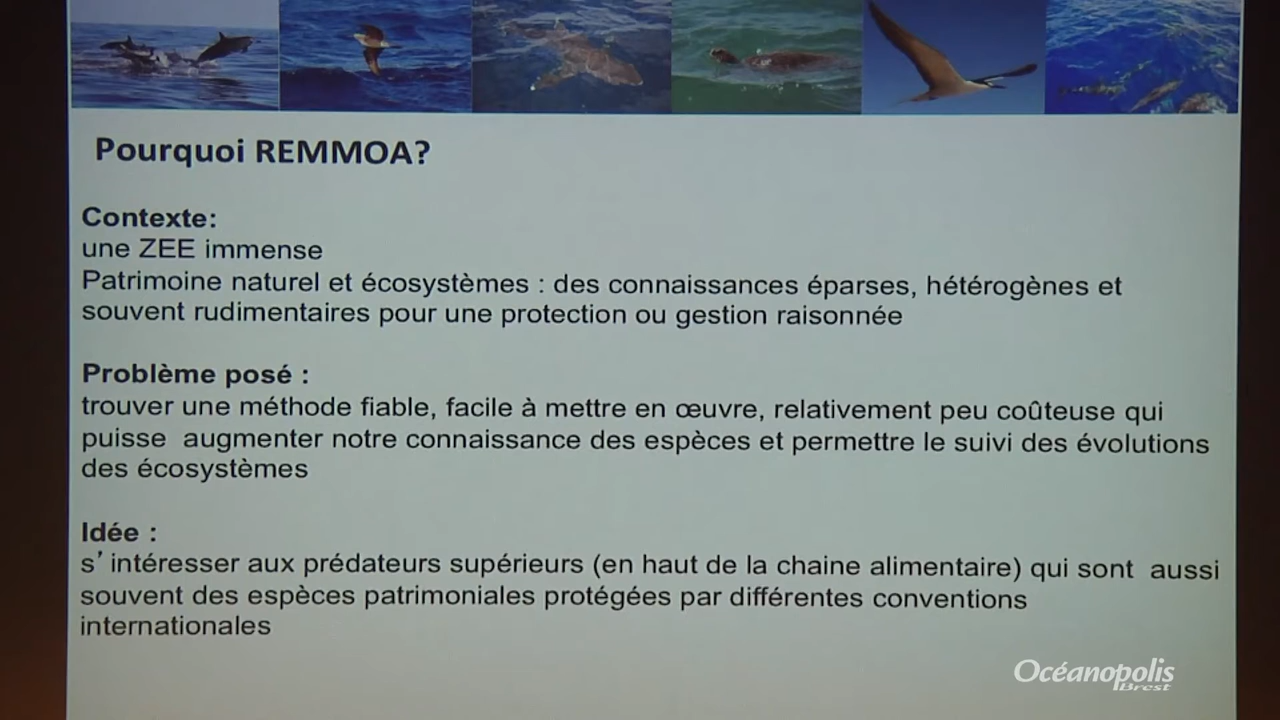 Pourquoi REMMOA?
Contexte:
une ZEE immense
Patrimoine naturel et écosystèmes : des connaissances éparses, hétérogènes et
souvent rudimentaires pour une protection ou gestion raisonnée
Problème posé :
trouver une méthode fiable, facile à mettre en œuvre, relativement peu coûteuse qui
puisse augmenter notre connaissance des espèces et permettre le suivi des évolutions
des écosystèmes
Idée :
s’ intéresser aux prédateurs supérieurs (en haut de la chaine alimentaire) qui sont aussi
souvent des espèces patrimoniales protégées par différentes conventions
internationales
Océanopolis
Brest